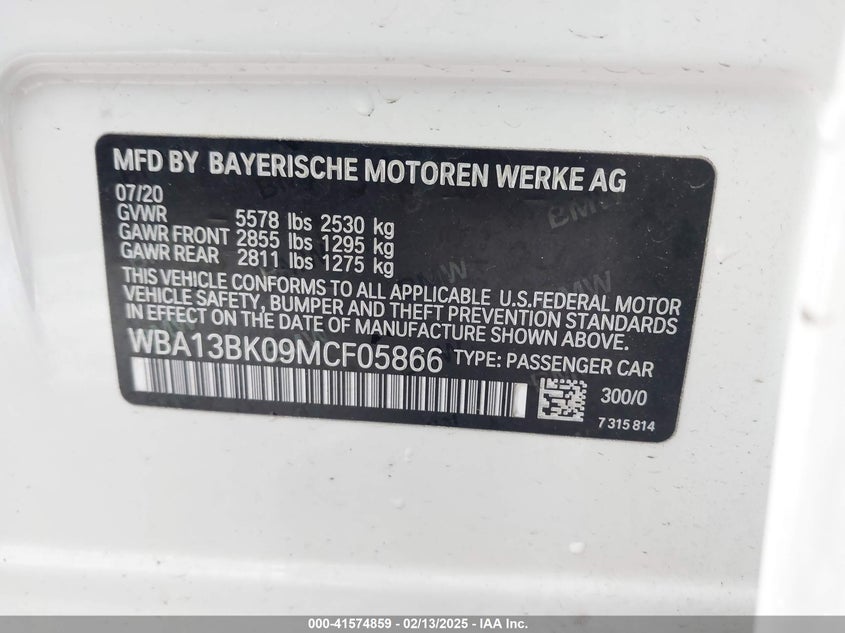 MFD BY BAYERISCHE MOTOREN WERKE AG
07/20
GVWR 5578 lbs 2530 kg
GAWR FRONT 2855 lbs 1295 kg
GAWR REAR 2811 lbs 1275 kg
THIS VEHICLE CONFORMS TO ALL APPLICABLE U.S.FEDERAL MOTOR
VEHICLE SAFETY, BUMPER AND THEFT PREVENTION STANDARDS
IN EFFECT ON THE DATE OF MANUFACTURE SHOWN ABOVE.
WBA13BK09MCF05866 TYPE: PASSENGER CAR
300/0
7 315 814
000-41574859 - 02/13/2025 - IAA Inc.